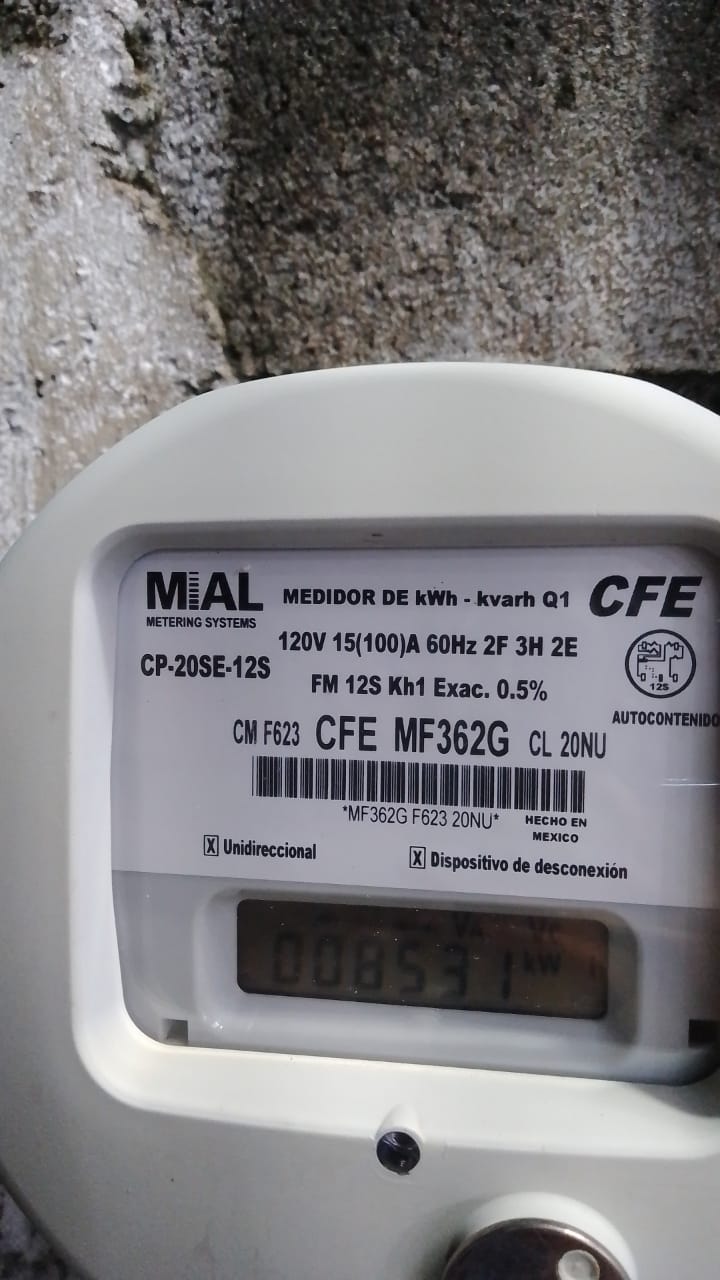 MIAL
METERING SYSTEMS
MEDIDOR DE kWh - kvarh Q1
CFE
120V 15(100)A 60Hz 2F 3H 2E
CP-20SE-12S
FM 12S Kh1 Exac. 0.5%
12S
AUTOCONTENIDO
CM F623 CFE MF362G CL 20NU
*MF362G F623 20NU*
HECHO EN
MEXICO
X Unidireccional
X Dispositivo de desconexión
008531 kW